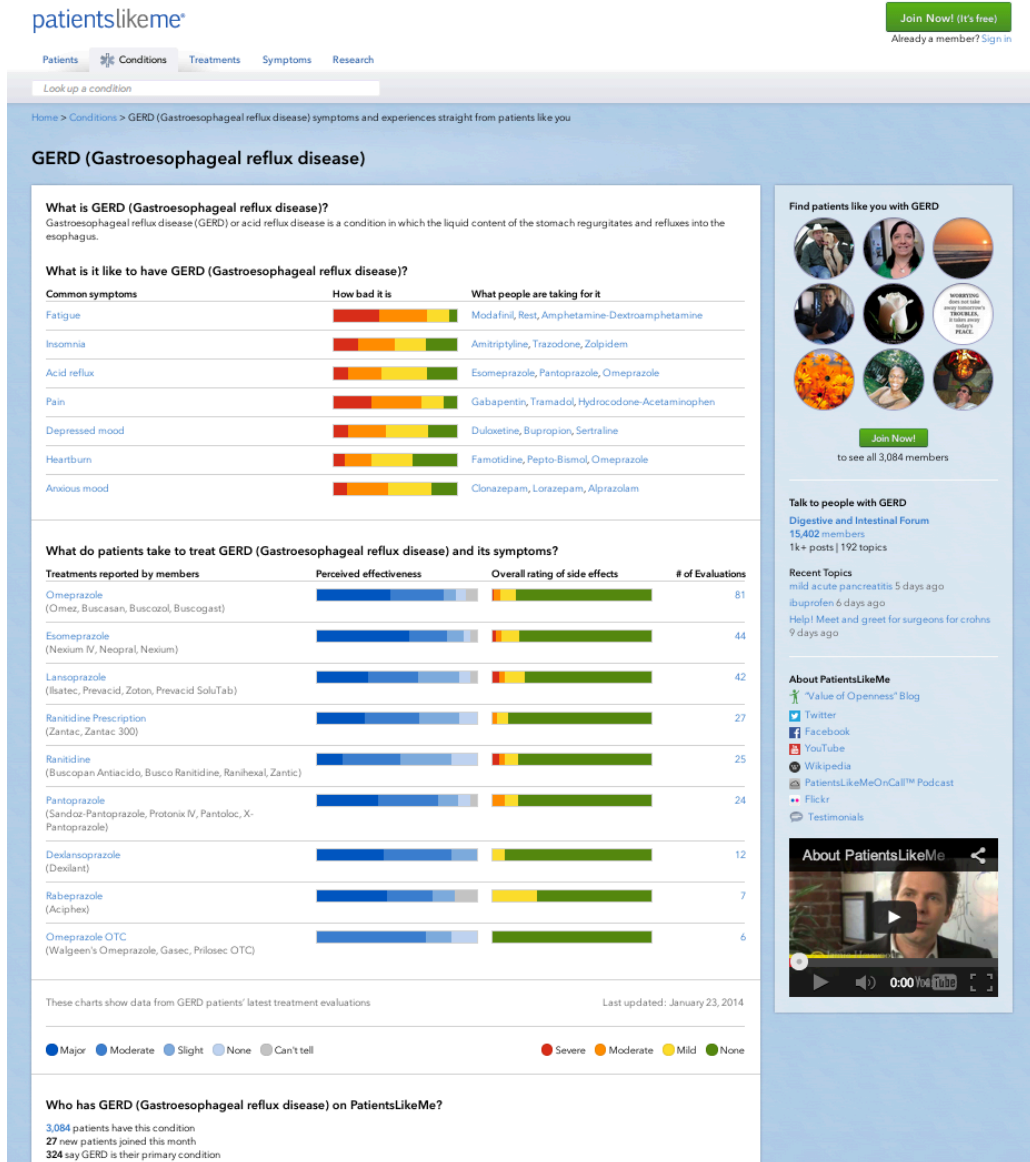 patientslikeme®
Join Now! (It's free)
Already a member? Sign in
Patients
Conditions
Treatments
Symptoms
Research
Look up a condition
Home > Conditions > GERD (Gastroesophageal reflux disease) symptoms and experiences straight from patients like you
GERD (Gastroesophageal reflux disease)
What is GERD (Gastroesophageal reflux disease)?
Gastroesophageal reflux disease (GERD) or acid reflux disease is a condition in which the liquid content of the stomach regurgitates and refluxes into the
esophagus.
What is it like to have GERD (Gastroesophageal reflux disease)?
Common symptoms How bad it is What people are taking for it
Fatigue Modafinil, Rest, Amphetamine-Dextroamphetamine
Insomnia Amitriptyline, Trazodone, Zolpidem
Acid reflux Esomeprazole, Pantoprazole, Omeprazole
Pain Gabapentin, Tramadol, Hydrocodone-Acetaminophen
Depressed mood Duloxetine, Bupropion, Sertraline
Heartburn Famotidine, Pepto-Bismol, Omeprazole
Anxious mood Clonazepam, Lorazepam, Alprazolam
What do patients take to treat GERD (Gastroesophageal reflux disease) and its symptoms?
Treatments reported by members Perceived effectiveness Overall rating of side effects # of Evaluations
Omeprazole 81
(Omez, Buscasan, Buscozol, Buscogast)
Esomeprazole 44
(Nexium IV, Neopral, Nexium)
Lansoprazole 42
(Ilsatec, Prevacid, Zoton, Prevacid SoluTab)
Ranitidine Prescription 27
(Zantac, Zantac 300)
Ranitidine 25
(Buscopan Antiacido, Busco Ranitidine, Ranihexal, Zantic)
Pantoprazole 24
(Sandoz-Pantoprazole, Protonix IV, Pantoloc, X-
Pantoprazole)
Dexlansoprazole 12
(Dexilant)
Rabeprazole 7
(Aciphex)
Omeprazole OTC 6
(Walgeen's Omeprazole, Gasec, Prilosec OTC)
These charts show data from GERD patients' latest treatment evaluations Last updated: January 23, 2014
Major Moderate Slight None Can't tell Severe Moderate Mild None
Who has GERD (Gastroesophageal reflux disease) on PatientsLikeMe?
3,084 patients have this condition
27 new patients joined this month
324 say GERD is their primary condition
Find patients like you with GERD
WORRYING
does not take
away tomorrow's
TROUBLES,
it takes away
today's
PEACE.
Join Now!
to see all 3,084 members
Talk to people with GERD
Digestive and Intestinal Forum
15,402 members
1k+ posts | 192 topics
Recent Topics
mild acute pancreatitis 5 days ago
ibuprofen 6 days ago
Help! Meet and greet for surgeons for crohns
9 days ago
About PatientsLikeMe
"Value of Openness" Blog
Twitter
Facebook
YouTube
Wikipedia
PatientsLikeMeOnCall™ Podcast
Flickr
Testimonials
About PatientsLikeMe
0:00 YouTube